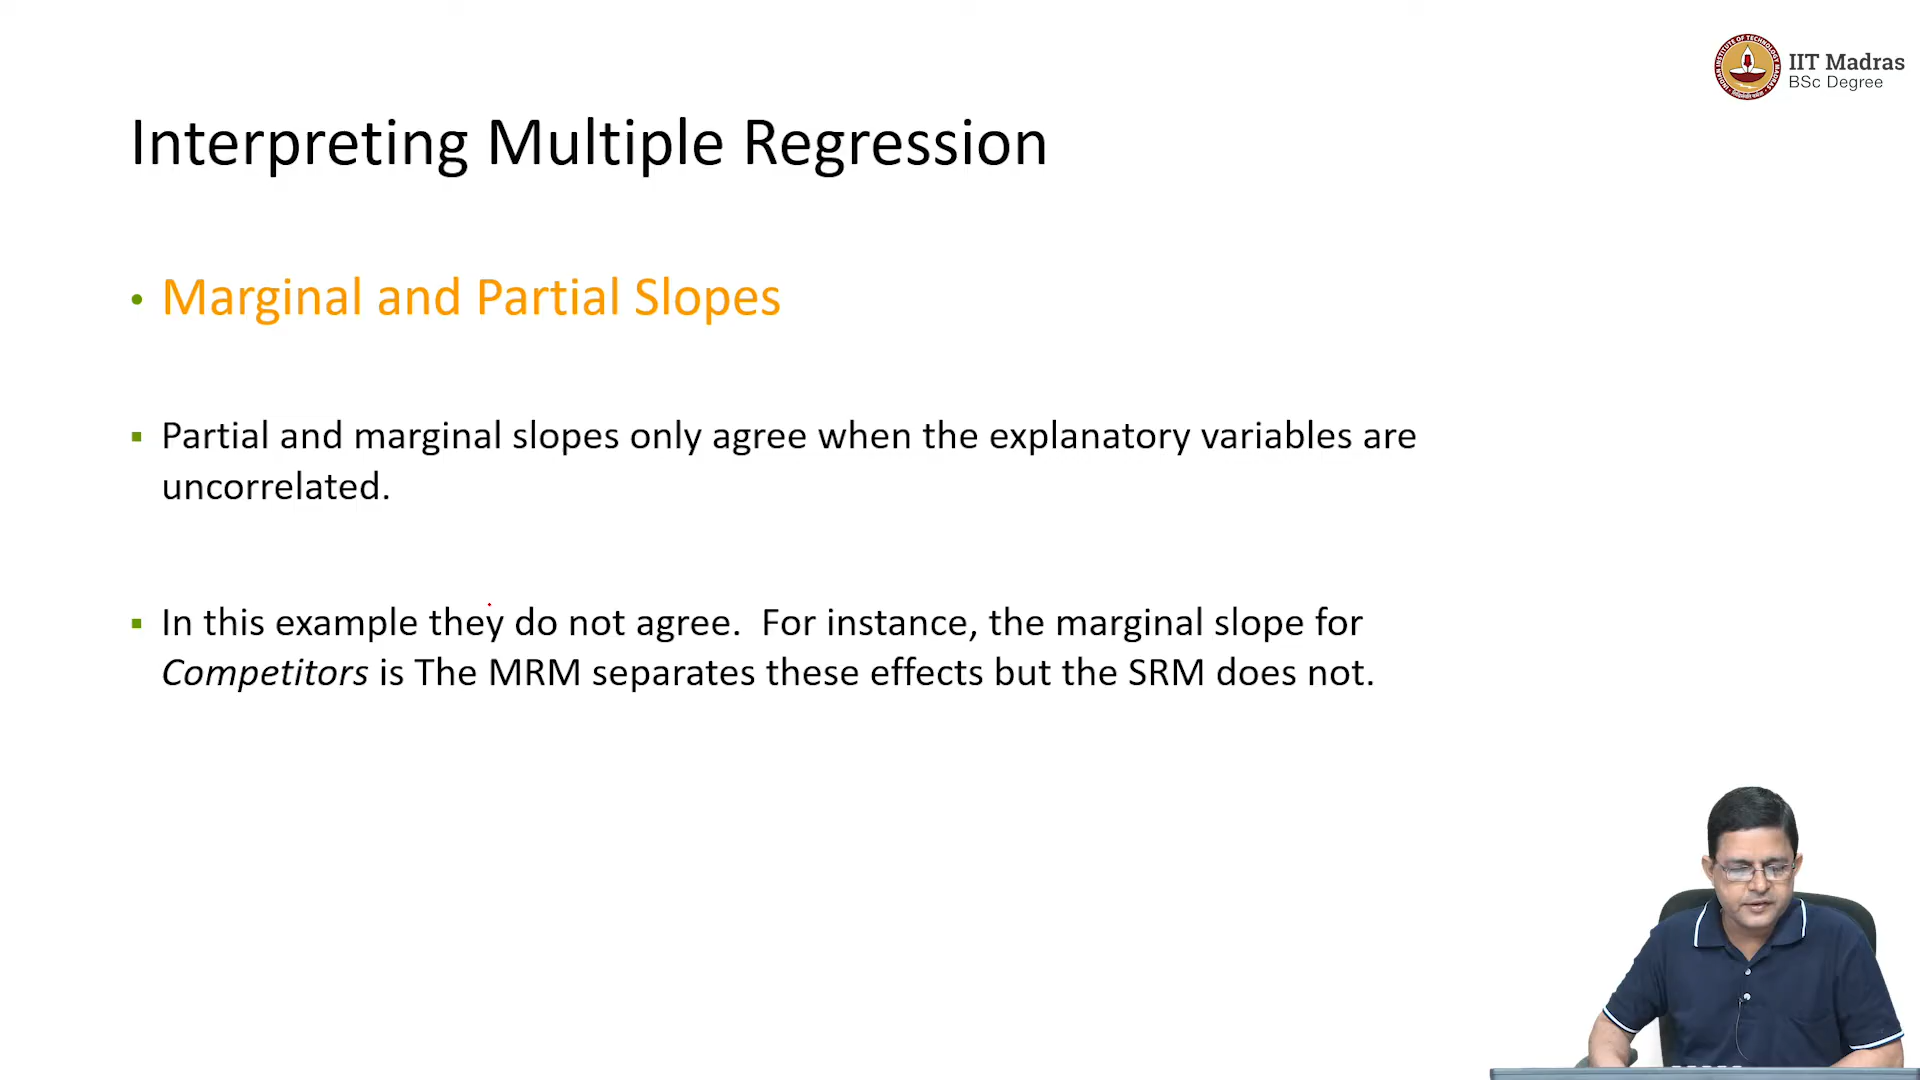 IIT Madras
BSc Degree
Interpreting Multiple Regression
• Marginal and Partial Slopes
▪ Partial and marginal slopes only agree when the explanatory variables are
uncorrelated.
▪ In this example they do not agree.  For instance, the marginal slope for
Competitors is The MRM separates these effects but the SRM does not.